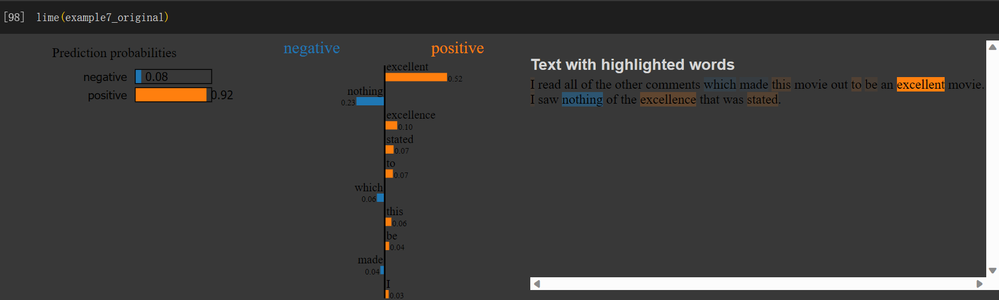 [98] lime(example7_original)
Prediction probabilities
negative 0.08
positive 0.92
negative positive
excellent
0.52
nothing
0.23
excellence
0.10
stated
0.07
to
0.07
which
0.06
this
0.06
be
0.04
made
0.04
I
0.03
Text with highlighted words
I read all of the other comments which made this movie out to be an excellent movie.
I saw nothing of the excellence that was stated.